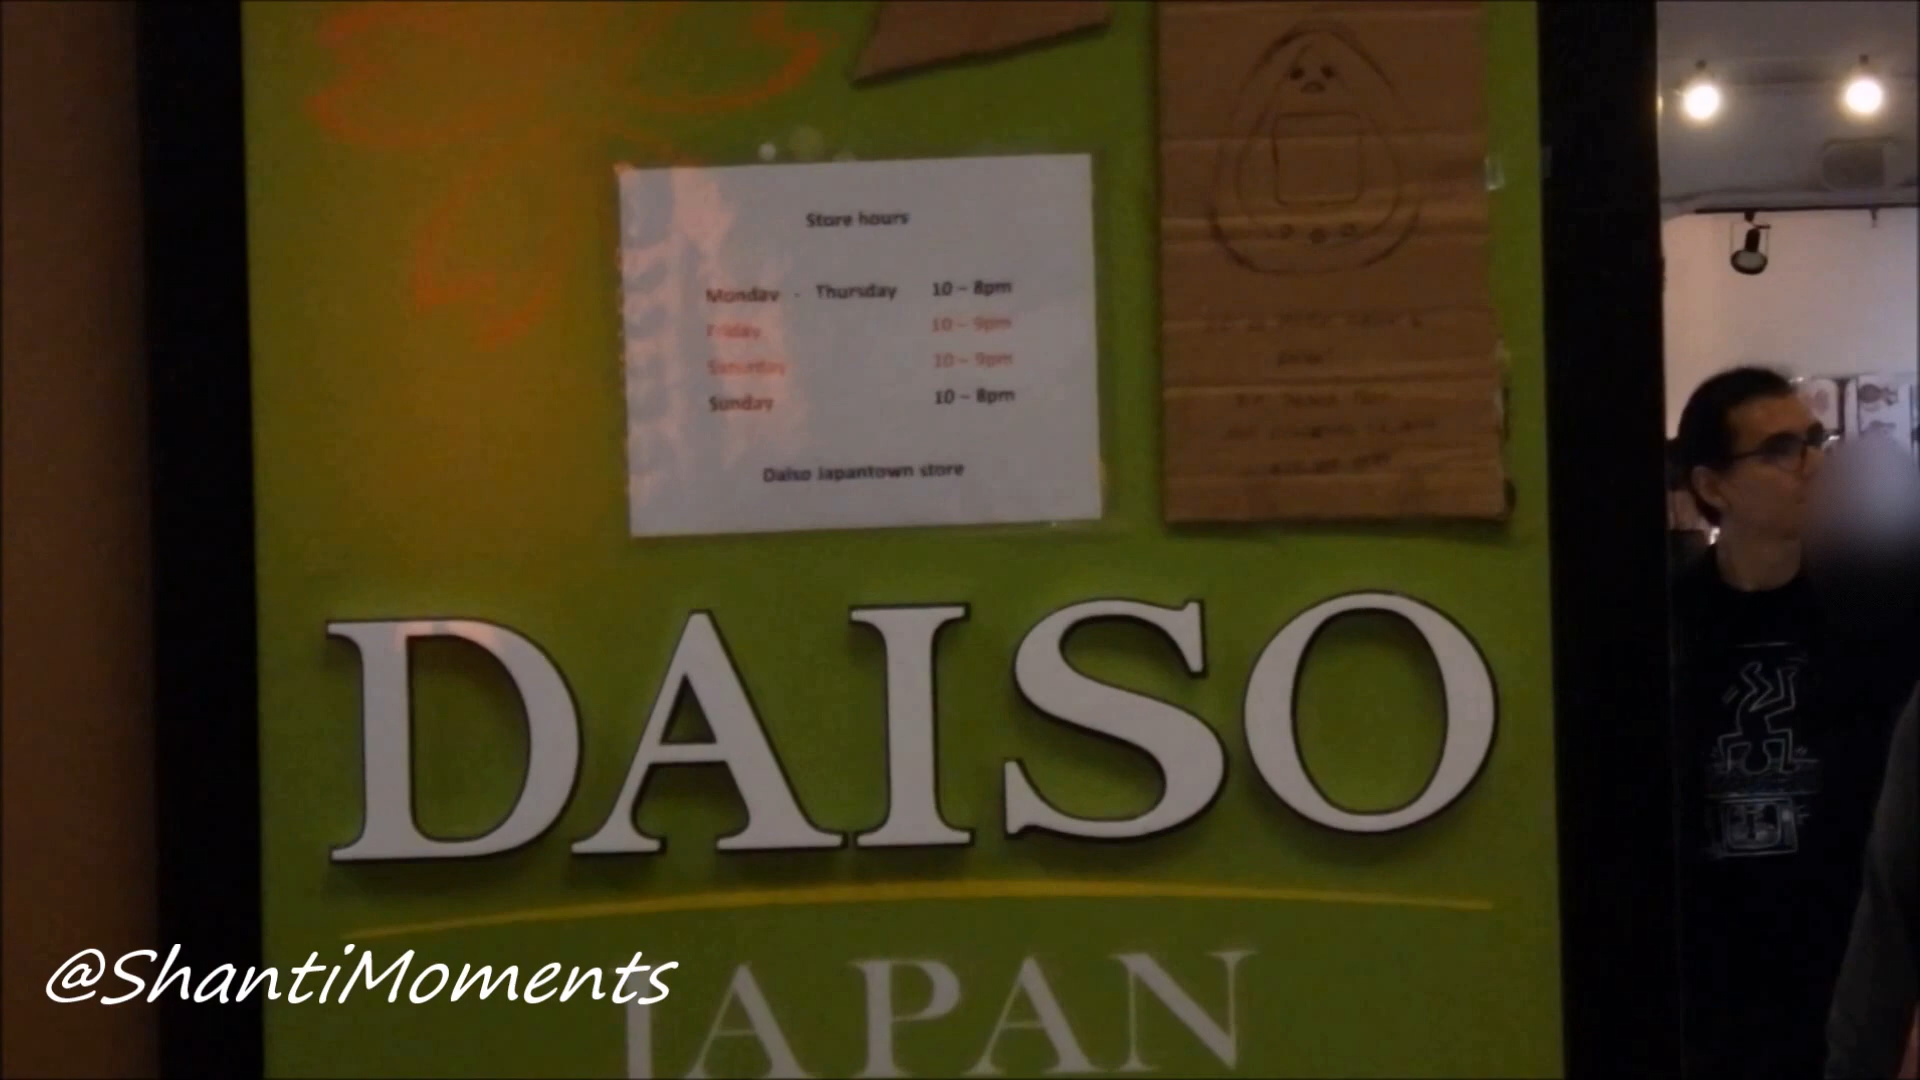 Store hours
Monday - Thursday 10 – 8pm
Friday 10 – 9pm
Saturday 10 – 9pm
Sunday 10 – 8pm
Daiso Japantown store
DAISO
JAPAN
@ShantiMoments